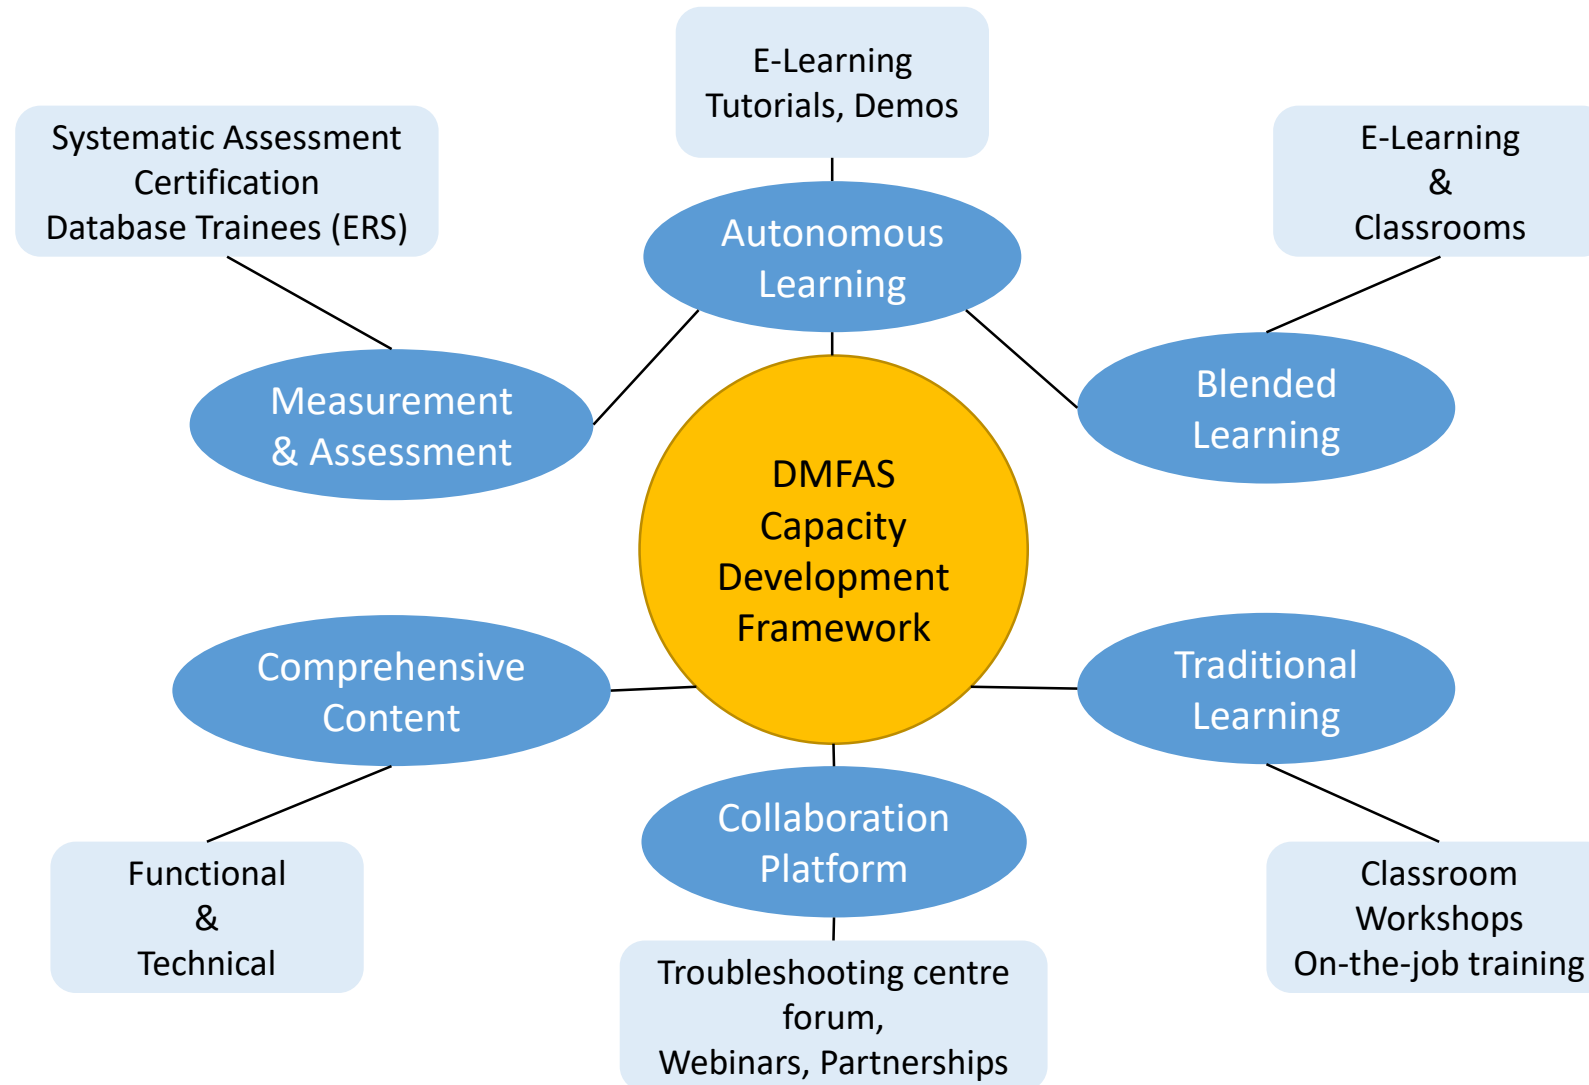 E-Learning
Tutorials, Demos
Systematic Assessment
Certification
Database Trainees (ERS)
E-Learning
&
Classrooms
Autonomous
Learning
Measurement
& Assessment
Blended
Learning
DMFAS
Capacity
Development
Framework
Comprehensive
Content
Traditional
Learning
Collaboration
Platform
Functional
&
Technical
Classroom
Workshops
On-the-job training
Troubleshooting centre
forum,
Webinars, Partnerships